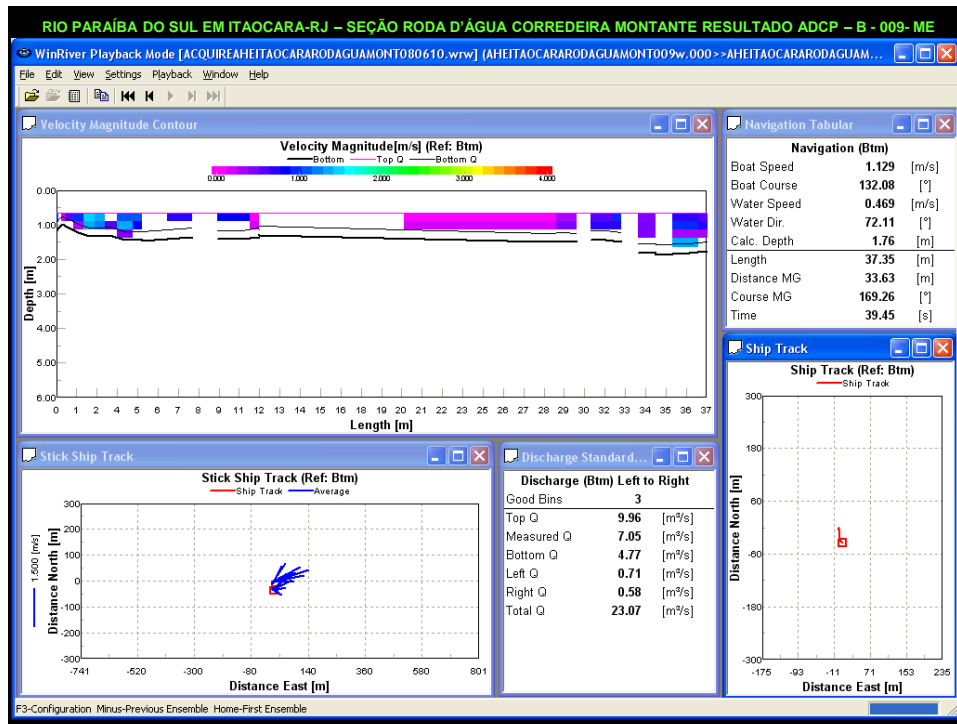 RIO PARAÍBA DO SUL EM ITAOCARA-RJ – SEÇÃO RODA D'ÁGUA CORREDEIRA MONTANTE RESULTADO ADCP – B - 009- ME
WinRiver Playback Mode [ACQUIREAHEITAOCARARODAGUAMONT080610.wrw] (AHEITAOCARARODAGUAMONT009w.000>>AHEITAOCARARODAGUAM...
File Edit View Settings Playback Window Help
Velocity Magnitude Contour
Velocity Magnitude[m/s] (Ref: Btm)
Bottom Top Q Bottom Q
0.000 1.000 2.000 3.000 4.000
0.00
1.00
2.00
3.00
4.00
5.00
6.00
Depth [m]
0 1 2 4 5 7 8 9 11 12 13 14 16 17 18 19 20 21 22 23 25 27 28 29 30 32 33 34 35 36 37
Length [m]
Navigation Tabular
Navigation (Btm)
Boat Speed 1.129 [m/s]
Boat Course 132.08 [°]
Water Speed 0.469 [m/s]
Water Dir. 72.11 [°]
Calc. Depth 1.76 [m]
Length 37.35 [m]
Distance MG 33.63 [m]
Course MG 169.26 [°]
Time 39.45 [s]
Ship Track
Ship Track (Ref: Btm)
Ship Track
300
180
60
-60
-180
-300
Distance North [m]
-175 -93 -11 71 153 235
Distance East [m]
Stick Ship Track
Stick Ship Track (Ref: Btm)
Ship Track Average
1.500 [m/s]
300
200
100
0
-100
-200
-300
Distance North [m]
-741 -520 -300 -80 140 360 580 801
Distance East [m]
Discharge Standard...
Discharge (Btm) Left to Right
Good Bins 3
Top Q 9.96 [m³/s]
Measured Q 7.05 [m³/s]
Bottom Q 4.77 [m³/s]
Left Q 0.71 [m³/s]
Right Q 0.58 [m³/s]
Total Q 23.07 [m³/s]
F3-Configuration Minus-Previous Ensemble Home-First Ensemble